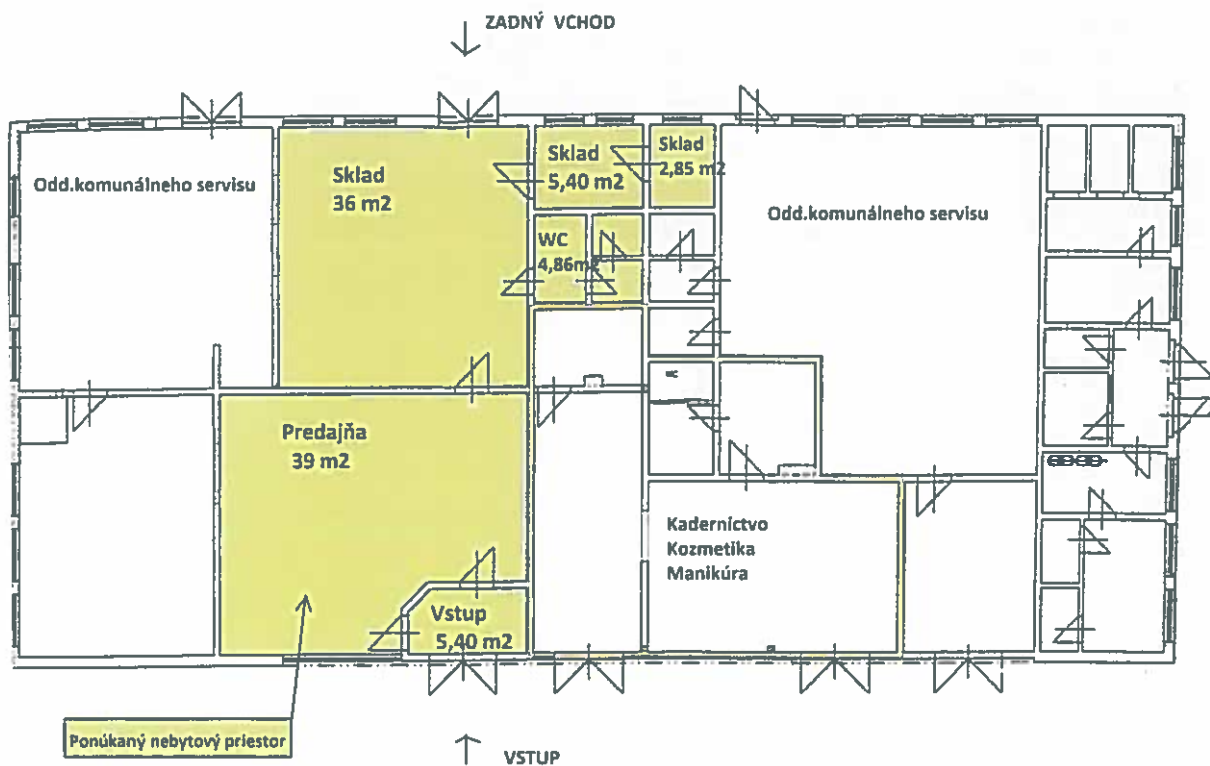 ZADNÝ VCHOD
Odd.komunálneho servisu
Sklad
36 m2
Sklad
5,40 m2
Sklad
2,85 m2
WC
4,86m2
Odd.komunálneho servisu
Predajňa
39 m2
Kaderníctvo
Kozmetika
Manikúra
Vstup
5,40 m2
Ponúkaný nebytový priestor
VSTUP